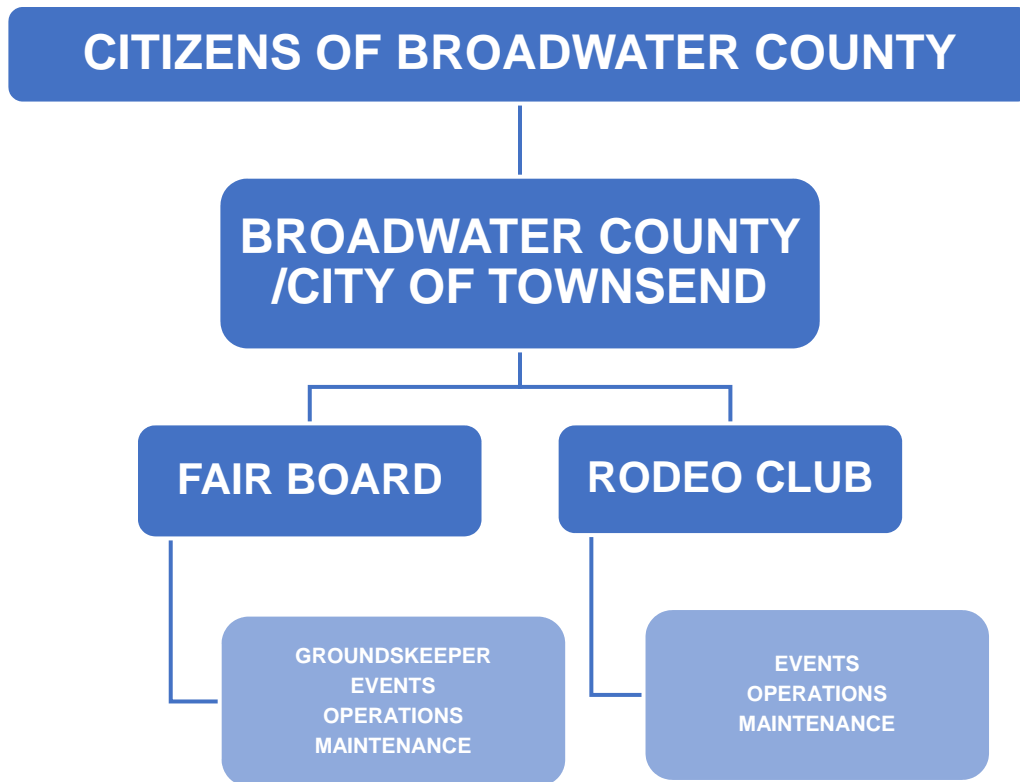 CITIZENS OF BROADWATER COUNTY
BROADWATER COUNTY
/CITY OF TOWNSEND
FAIR BOARD
RODEO CLUB
GROUNDSKEEPER
EVENTS
OPERATIONS
MAINTENANCE
EVENTS
OPERATIONS
MAINTENANCE